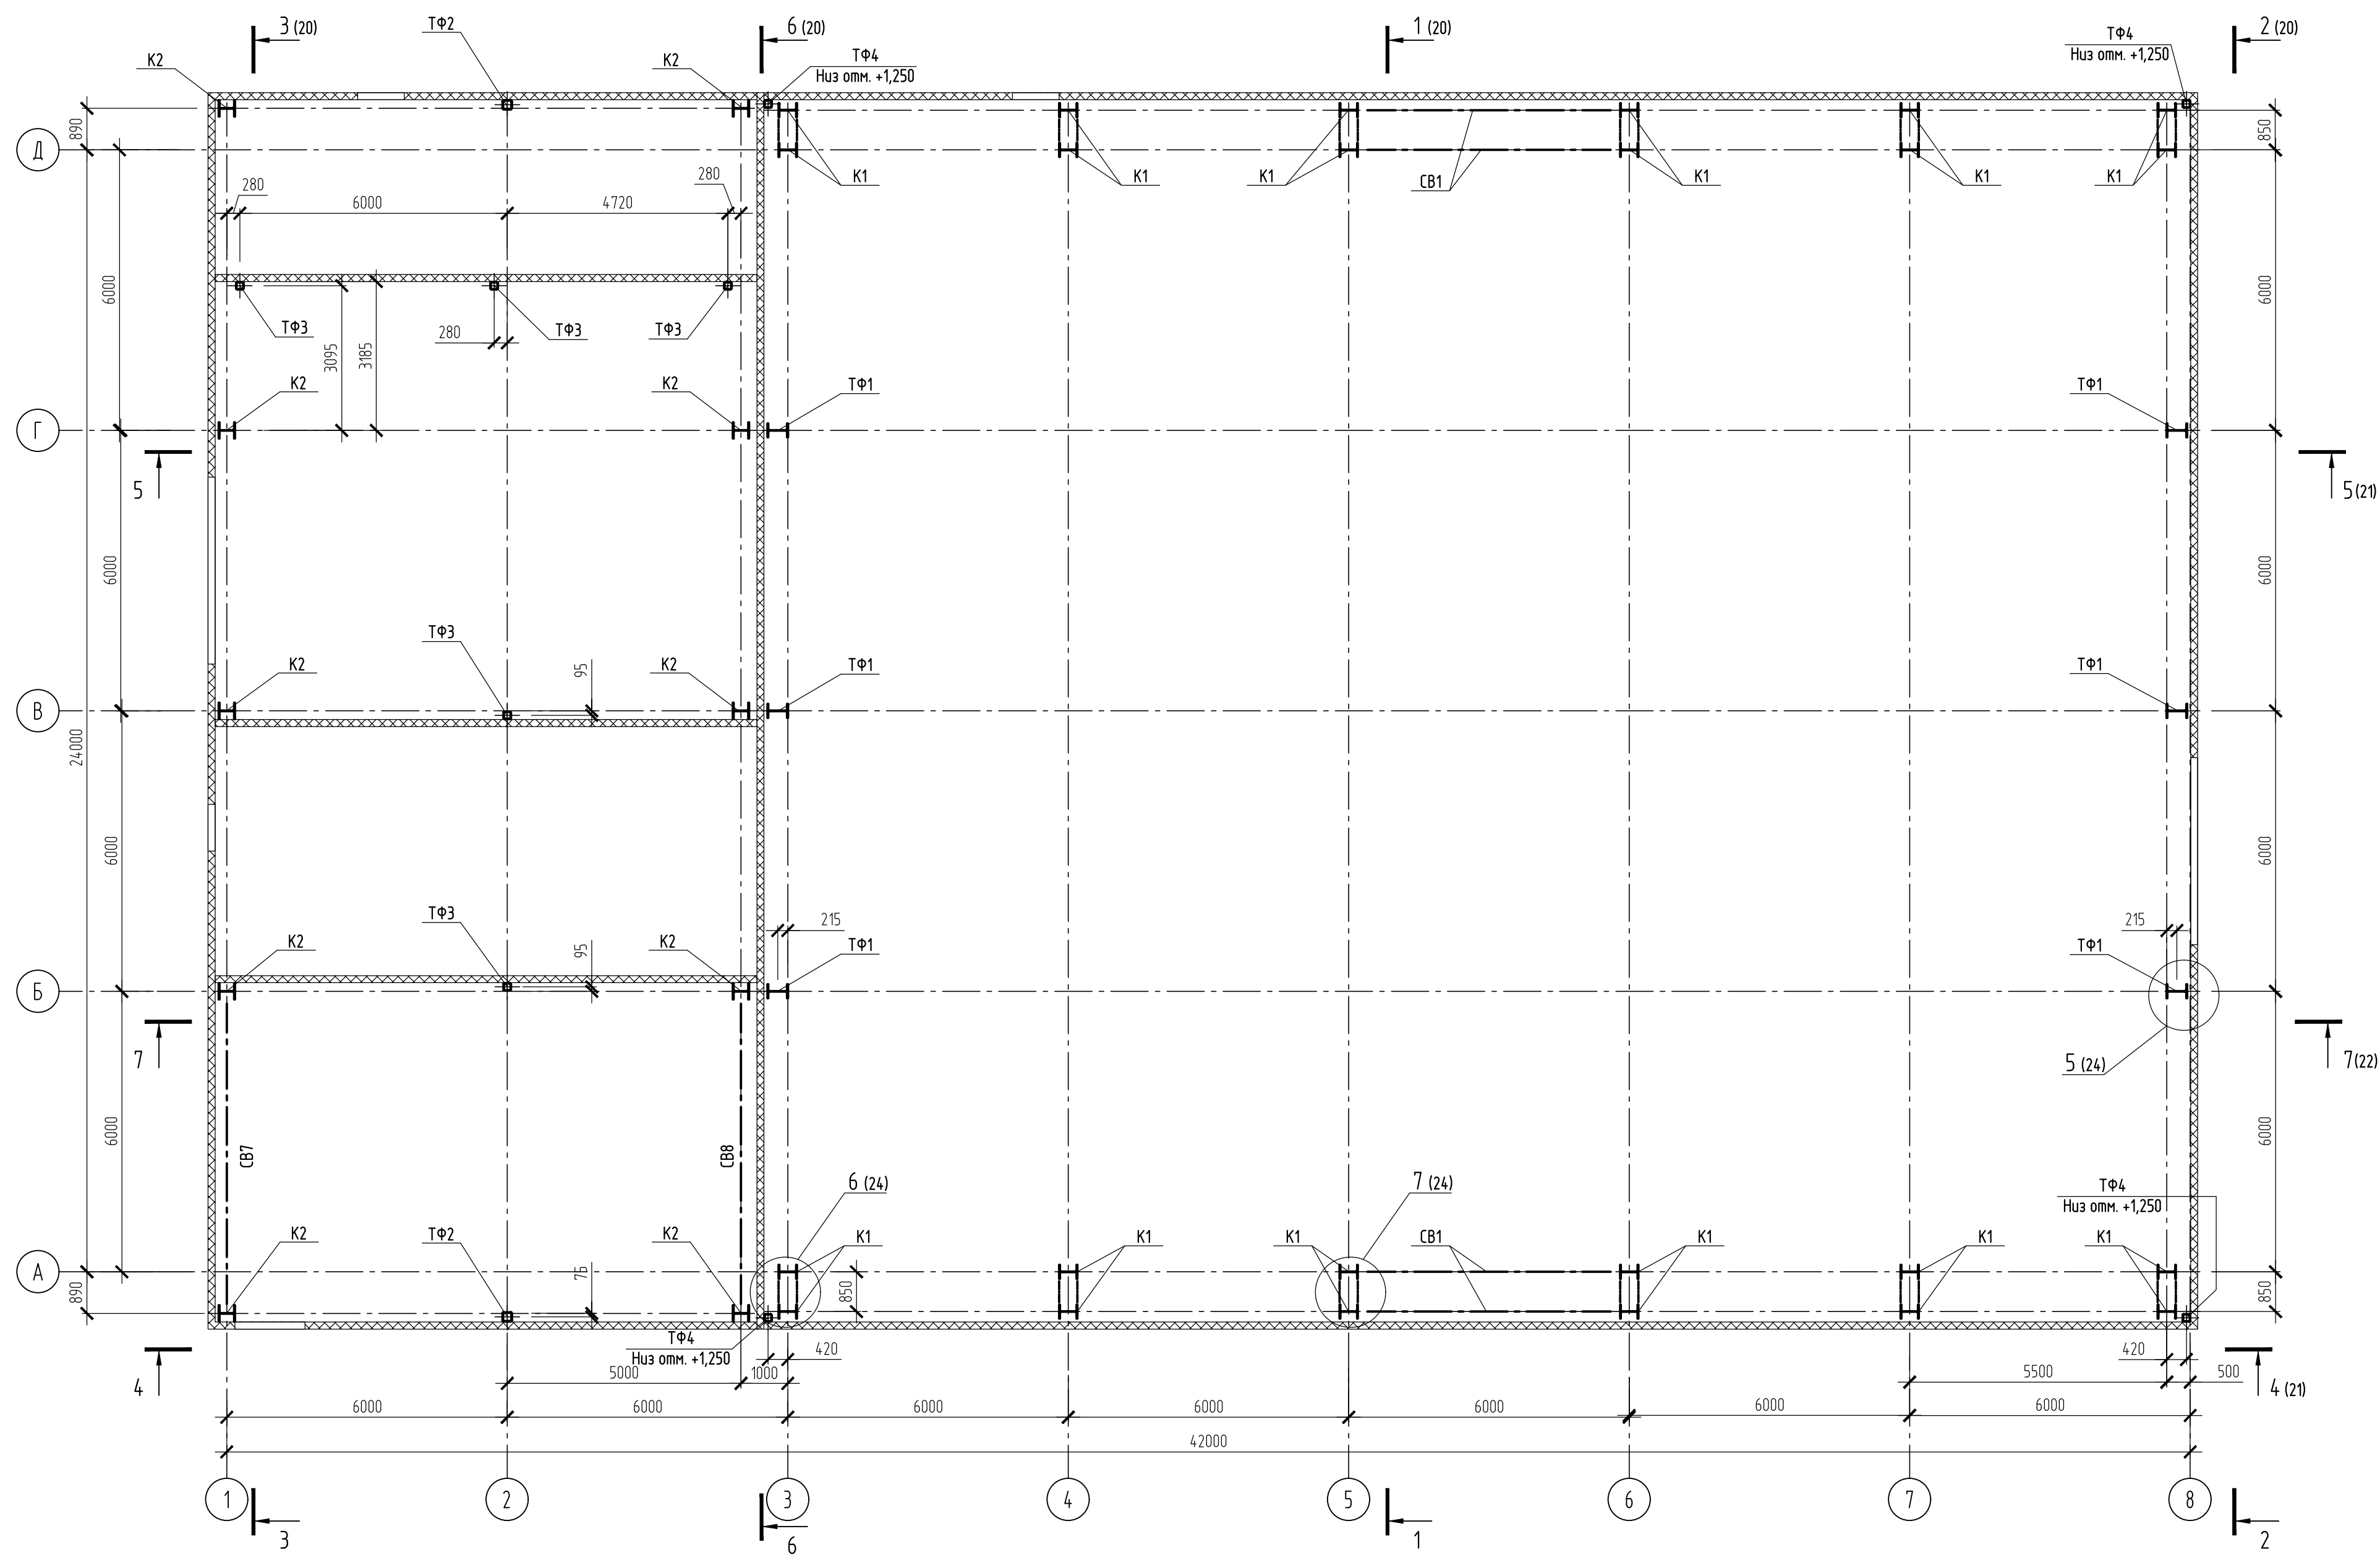 3 (20)
ТФ2
6 (20)
1 (20)
2 (20)
К2
К2
ТФ4
Низ отм. +1,250
ТФ4
Низ отм. +1,250
890
850
Д
К1
К1
К1
СВ1
К1
К1
К1
280
6000
4720
280
6000
6000
ТФ3
280
ТФ3
ТФ3
3095
3185
К2
К2
ТФ1
ТФ1
Г
5
5 (21)
6000
6000
ТФ3
95
К2
К2
ТФ1
ТФ1
В
24000
6000
6000
ТФ3
95
215
215
К2
К2
ТФ1
ТФ1
Б
7
5 (24)
7 (22)
6000
СВ7
СВ8
6000
6 (24)
7 (24)
ТФ4
Низ отм. +1,250
К2
ТФ2
К2
К1
К1
К1
СВ1
К1
К1
К1
А
890
75
850
850
ТФ4
Низ отм. +1,250
420
420
4
5000
1000
5500
500
4 (21)
6000
6000
6000
6000
6000
6000
6000
42000
1
2
3
4
5
6
7
8
3
6
1
2